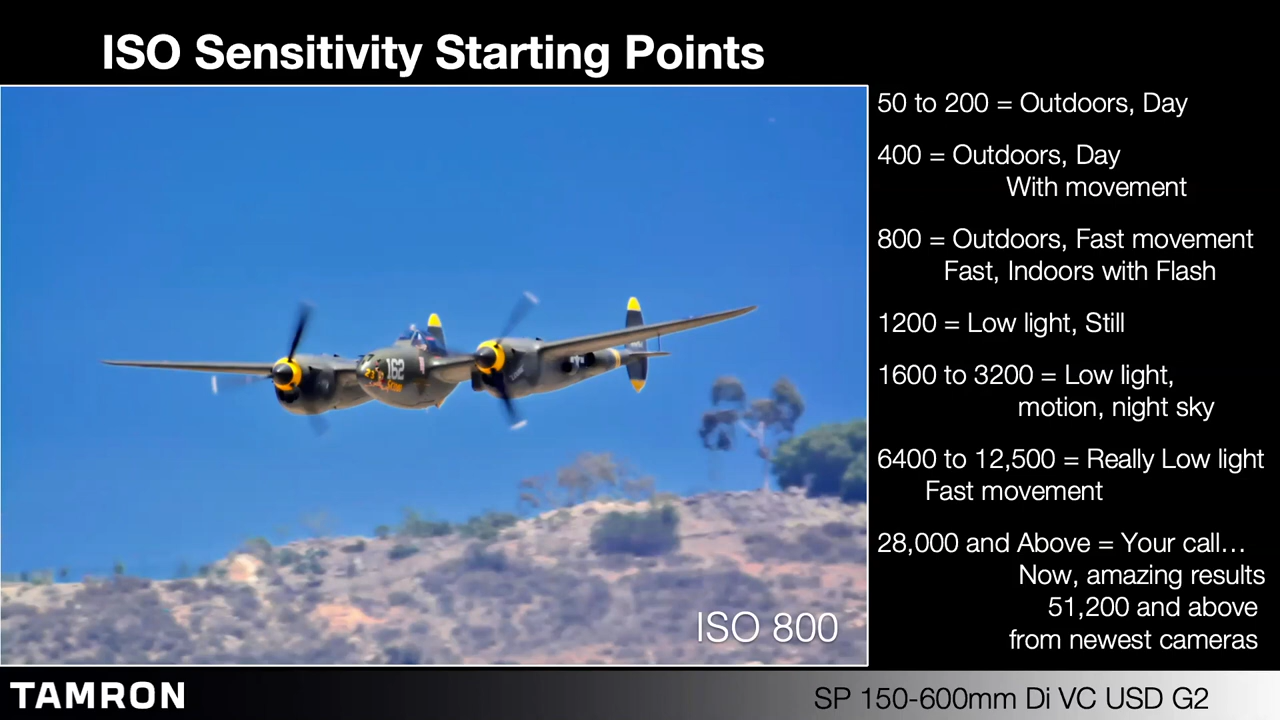 ISO Sensitivity Starting Points
50 to 200 = Outdoors, Day
400 = Outdoors, Day
With movement
800 = Outdoors, Fast movement
Fast, Indoors with Flash
1200 = Low light, Still
1600 to 3200 = Low light,
motion, night sky
6400 to 12,500 = Really Low light
Fast movement
28,000 and Above = Your call…
Now, amazing results
51,200 and above
from newest cameras
162
ISO 800
TAMRON
SP 150-600mm Di VC USD G2